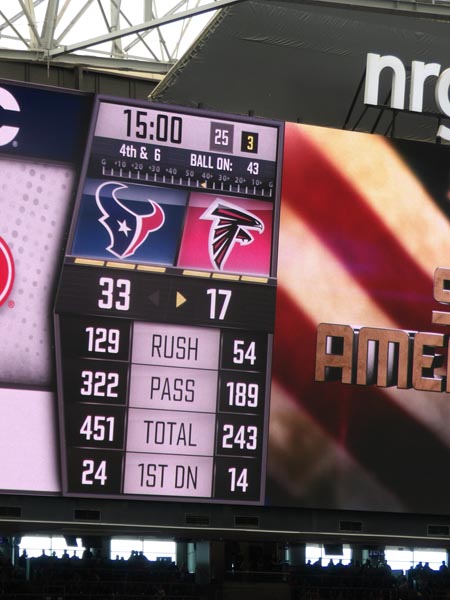 nrg
15:00 25 3
4th & 6 BALL ON: 43
G 10 20 30 40 50 40 30 20 10 G
33 17
129 RUSH 54
322 PASS 189
451 TOTAL 243
24 1ST DN 14
AME